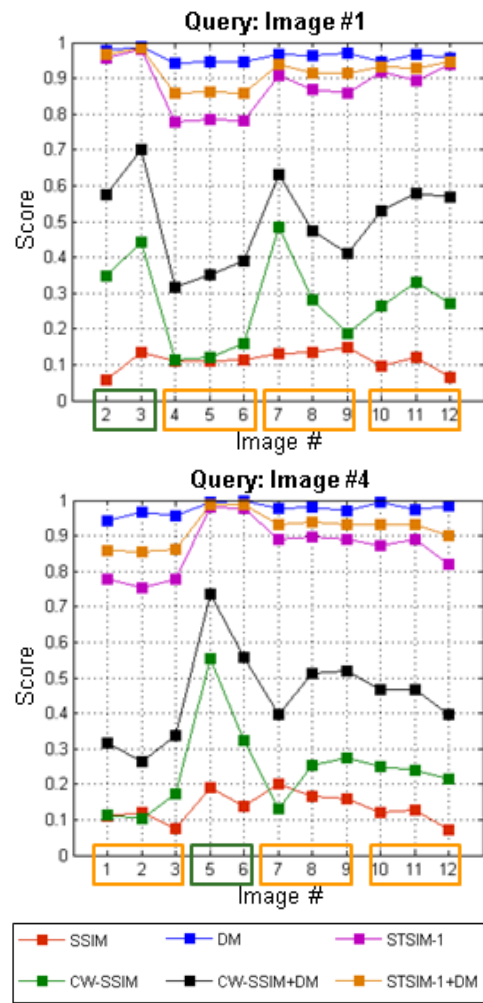 Query: Image #1
1
0.9
0.8
0.7
0.6
0.5
0.4
0.3
0.2
0.1
0
Score
2 3 4 5 6 7 8 9 10 11 12
Image #
Query: Image #4
1
0.9
0.8
0.7
0.6
0.5
0.4
0.3
0.2
0.1
0
Score
1 2 3 5 6 7 8 9 10 11 12
Image #
SSIM DM STSIM-1
CW-SSIM CW-SSIM+DM STSIM-1+DM